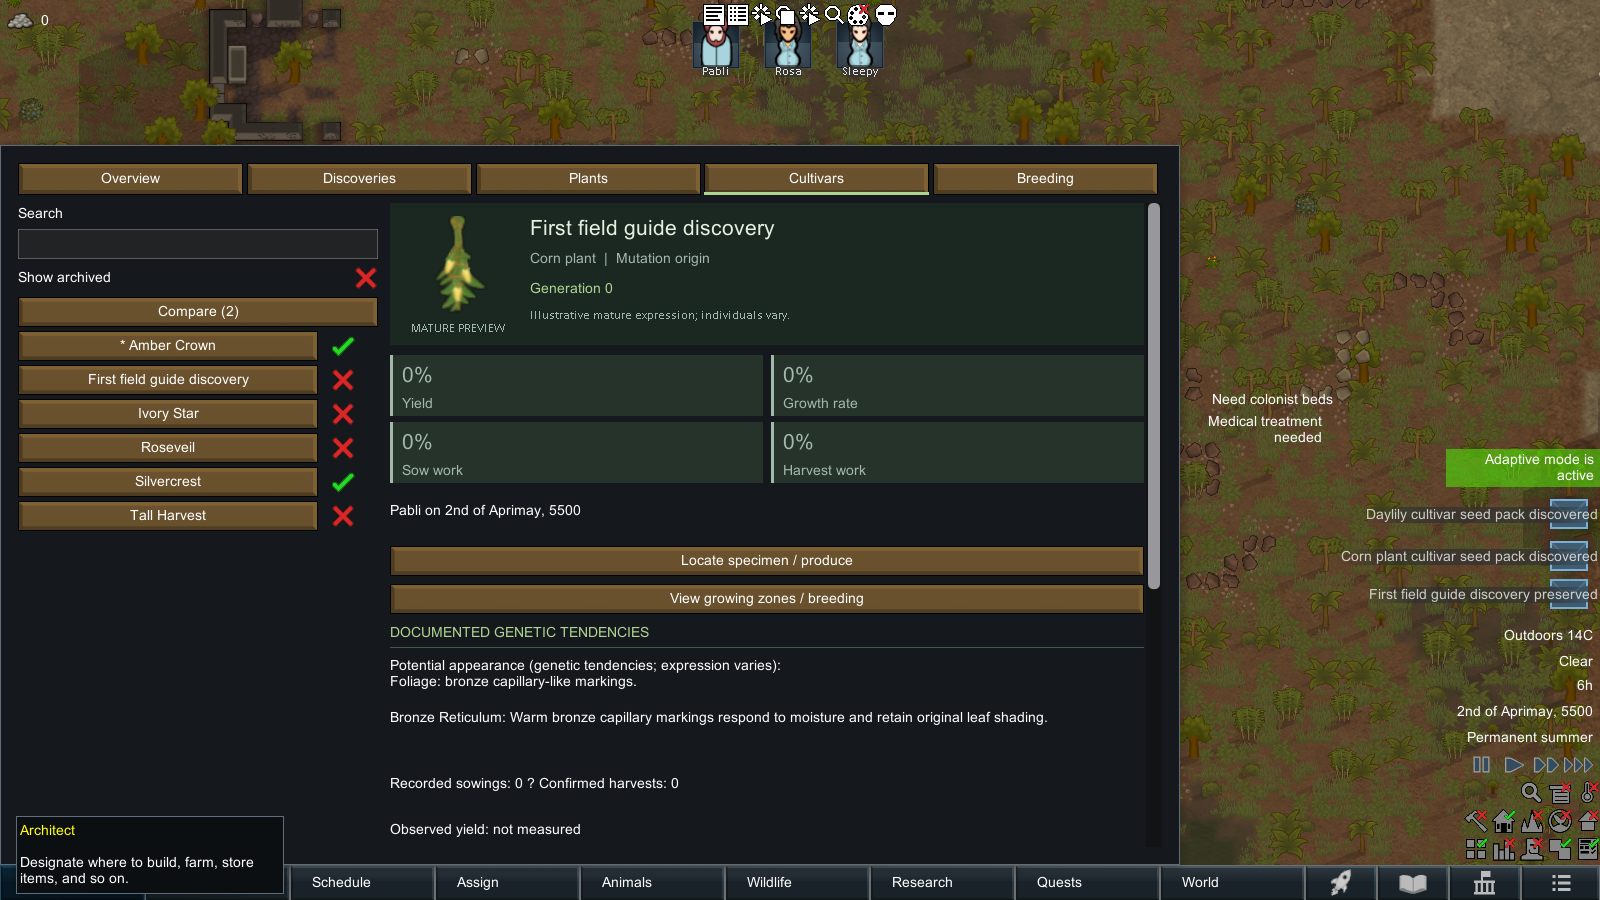 0
Pabli
Rosa
Sleepy
Overview
Discoveries
Plants
Cultivars
Breeding
Search
Show archived
Compare (2)
* Amber Crown
First field guide discovery
Ivory Star
Roseveil
Silvercrest
Tall Harvest
MATURE PREVIEW
First field guide discovery
Corn plant | Mutation origin
Generation 0
Illustrative mature expression; individuals vary.
0%
Yield
0%
Growth rate
0%
Sow work
0%
Harvest work
Pabli on 2nd of Aprimay, 5500
Locate specimen / produce
View growing zones / breeding
DOCUMENTED GENETIC TENDENCIES
Potential appearance (genetic tendencies; expression varies):
Foliage: bronze capillary-like markings.
Bronze Reticulum: Warm bronze capillary markings respond to moisture and retain original leaf shading.
Recorded sowings: 0 ? Confirmed harvests: 0
Observed yield: not measured
Need colonist beds
Medical treatment
needed
Adaptive mode is
active
Daylily cultivar seed pack discovered
Corn plant cultivar seed pack discovered
First field guide discovery preserved
Outdoors 14C
Clear
6h
2nd of Aprimay, 5500
Permanent summer
Architect
Designate where to build, farm, store
items, and so on.
Schedule
Assign
Animals
Wildlife
Research
Quests
World